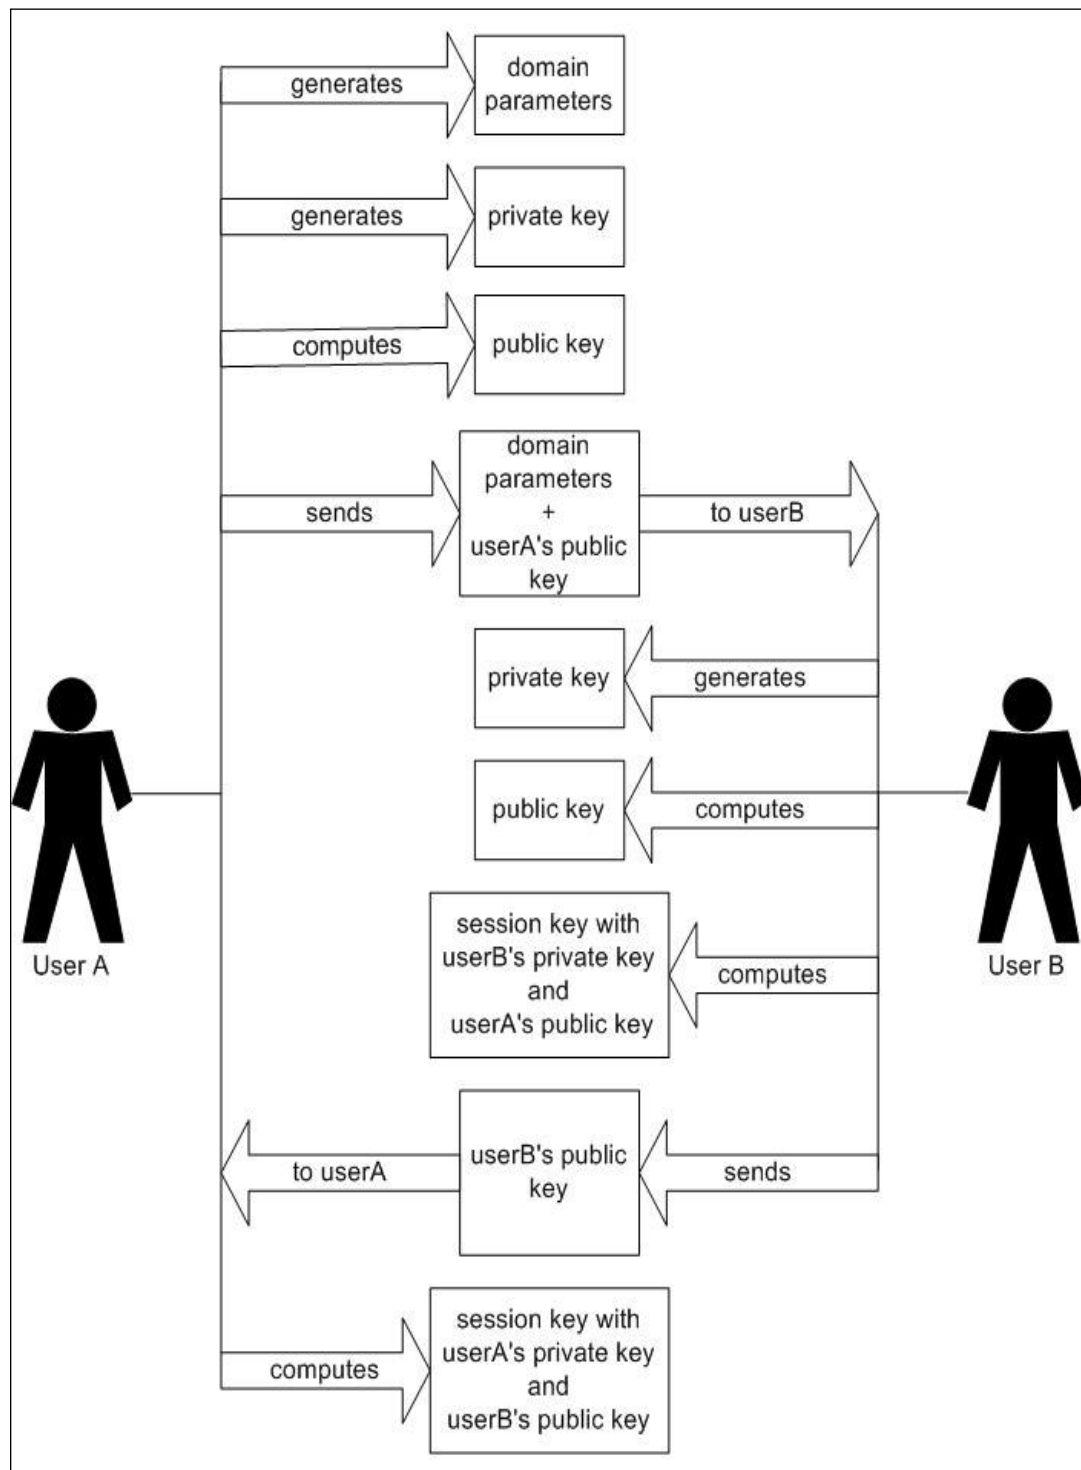 generates
domain
parameters
generates
private key
computes
public key
sends
domain
parameters
+
userA's public
key
to userB
private key
generates
public key
computes
User A
User B
session key with
userB's private key
and
userA's public key
computes
to userA
userB's public
key
sends
computes
session key with
userA's private key
and
userB's public key